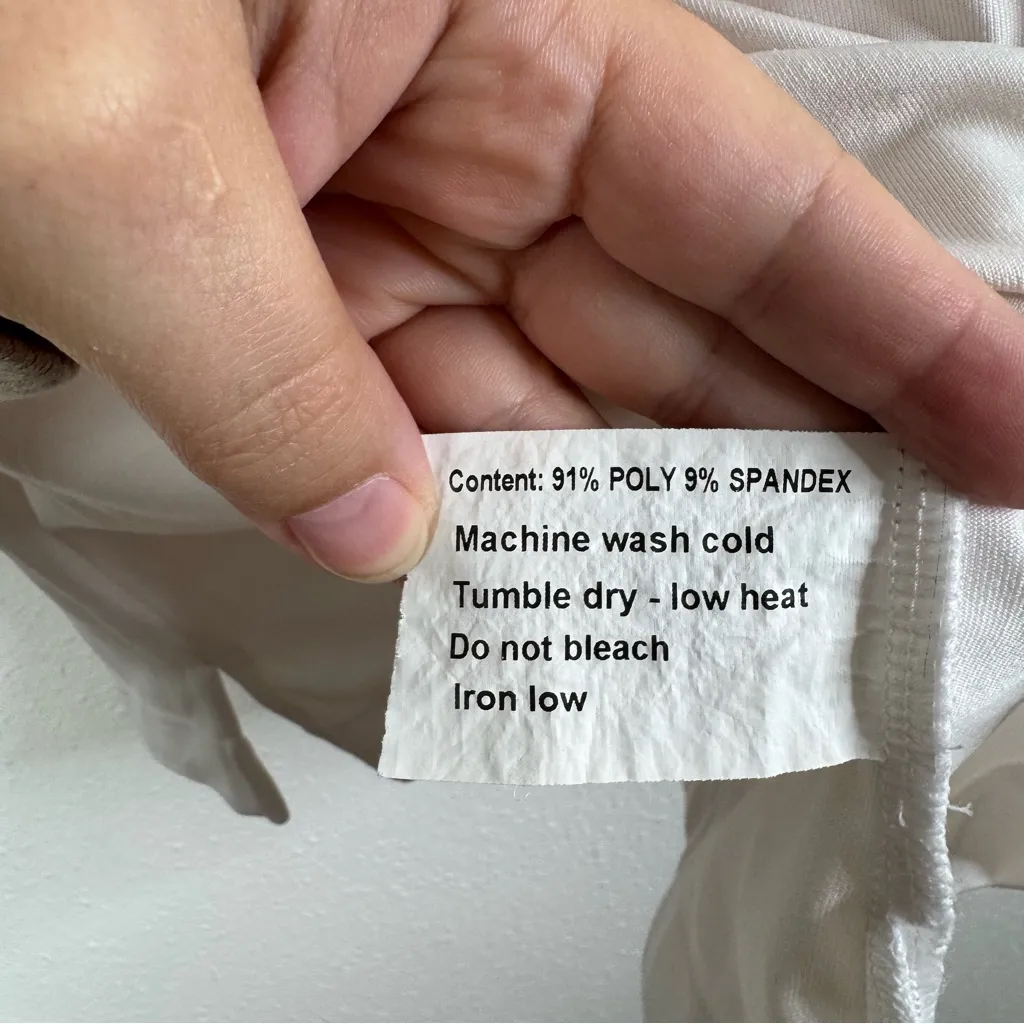 Content: 91% POLY 9% SPANDEX
Machine wash cold
Tumble dry - low heat
Do not bleach
Iron low